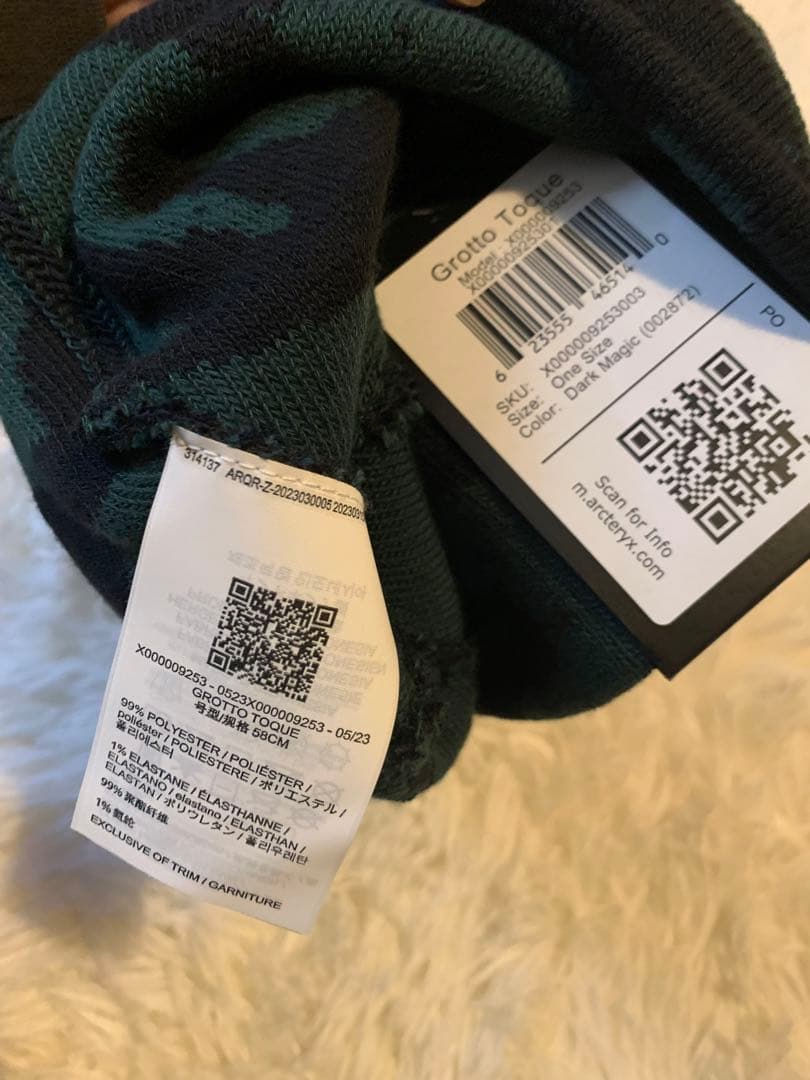 Grotto Toque
Model: X000009253
6 23555 46514 0
SKU: X000009253003
Size: One Size
Color: Dark Magic (002872)
PO
Scan for Info
m.arcteryx.com
314137 ARQR-Z-2023030005
X000009253 - 0523X000009253 - 05/23
GROTTO TOQUE
号型/规格 58CM
99% POLYESTER / POLIÉSTER /
poliéster / POLIESTERE / ポリエステル /
폴리에스터
1% ELASTANE / ÉLASTHANNE /
ELASTANO / elastano / ELASTHAN /
ELASTAN / ポリウレタン / 폴리우레탄
99% 聚酯纤维
1% 氨纶
EXCLUSIVE OF TRIM / GARNITURE